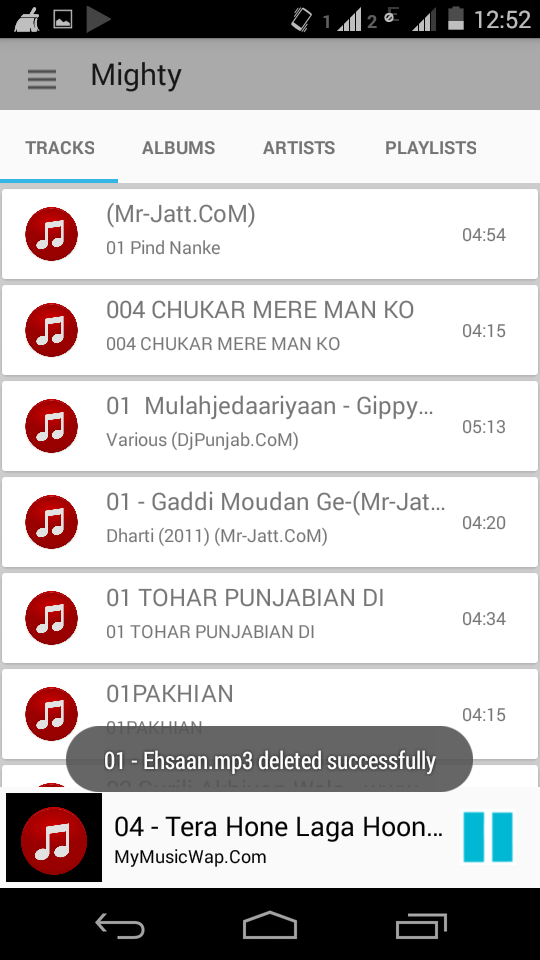 1 2 E 12:52
Mighty
TRACKS ALBUMS ARTISTS PLAYLISTS
(Mr-Jatt.CoM)
01 Pind Nanke
04:54
004 CHUKAR MERE MAN KO
004 CHUKAR MERE MAN KO
04:15
01  Mulahjedaariyaan - Gippy…
Various (DjPunjab.CoM)
05:13
01 - Gaddi Moudan Ge-(Mr-Jat…
Dharti (2011) (Mr-Jatt.CoM)
04:20
01 TOHAR PUNJABIAN DI
01 TOHAR PUNJABIAN DI
04:34
01PAKHIAN
01PAKHIAN
04:15
01 - Ehsaan.mp3 deleted successfully
04 - Tera Hone Laga Hoon…
MyMusicWap.Com